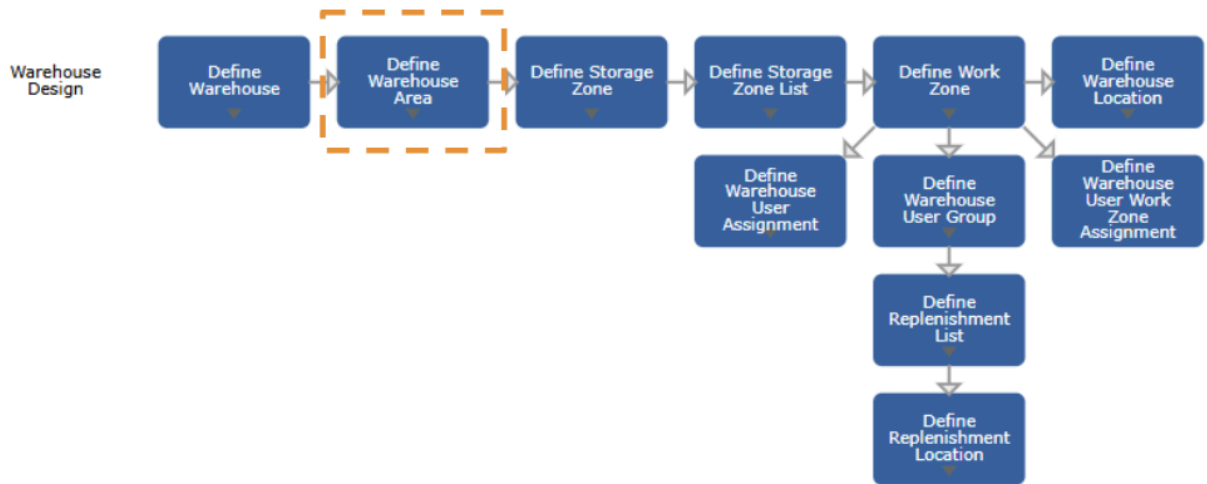 Warehouse
Design
Define
Warehouse
Define
Warehouse
Area
Define Storage
Zone
Define Storage
Zone List
Define Work
Zone
Define
Warehouse
Location
Define
Warehouse
User
Assignment
Define
Warehouse
User Group
Define
Warehouse
User Work
Zone
Assignment
Define
Replenishment
List
Define
Replenishment
Location